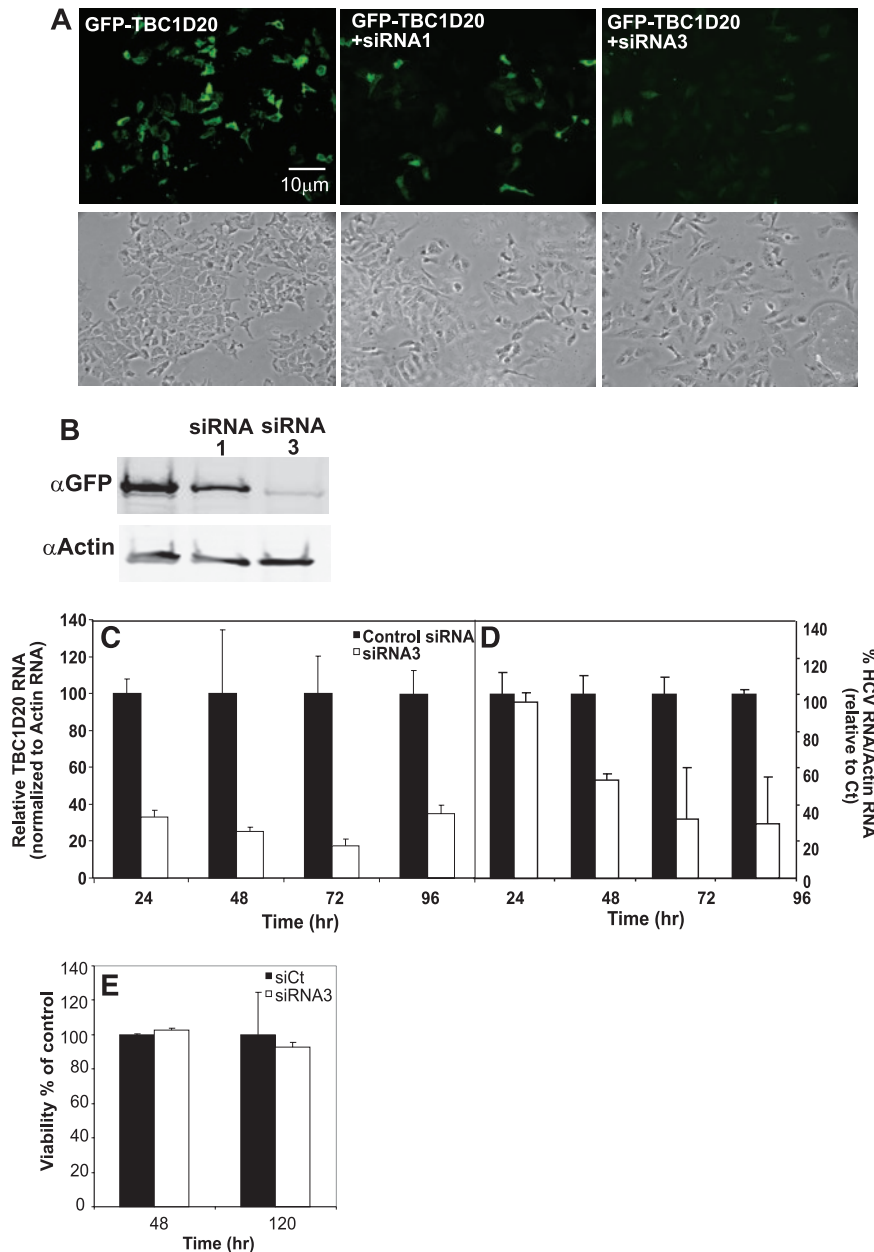 A
GFP-TBC1D20
GFP-TBC1D20
+siRNA1
GFP-TBC1D20
+siRNA3
10μm
B
siRNA
1
siRNA
3
αGFP
αActin
C
D
Control siRNA
siRNA3
Relative TBC1D20 RNA
(normalized to Actin RNA)
140
120
100
80
60
40
20
0
24
48
72
96
Time (hr)
% HCV RNA/Actin RNA
(relative to Ct)
140
120
100
80
60
40
20
0
24
48
72
96
Time (hr)
E
siCt
siRNA3
Viability % of control
140
120
100
80
60
40
20
0
48
120
Time (hr)